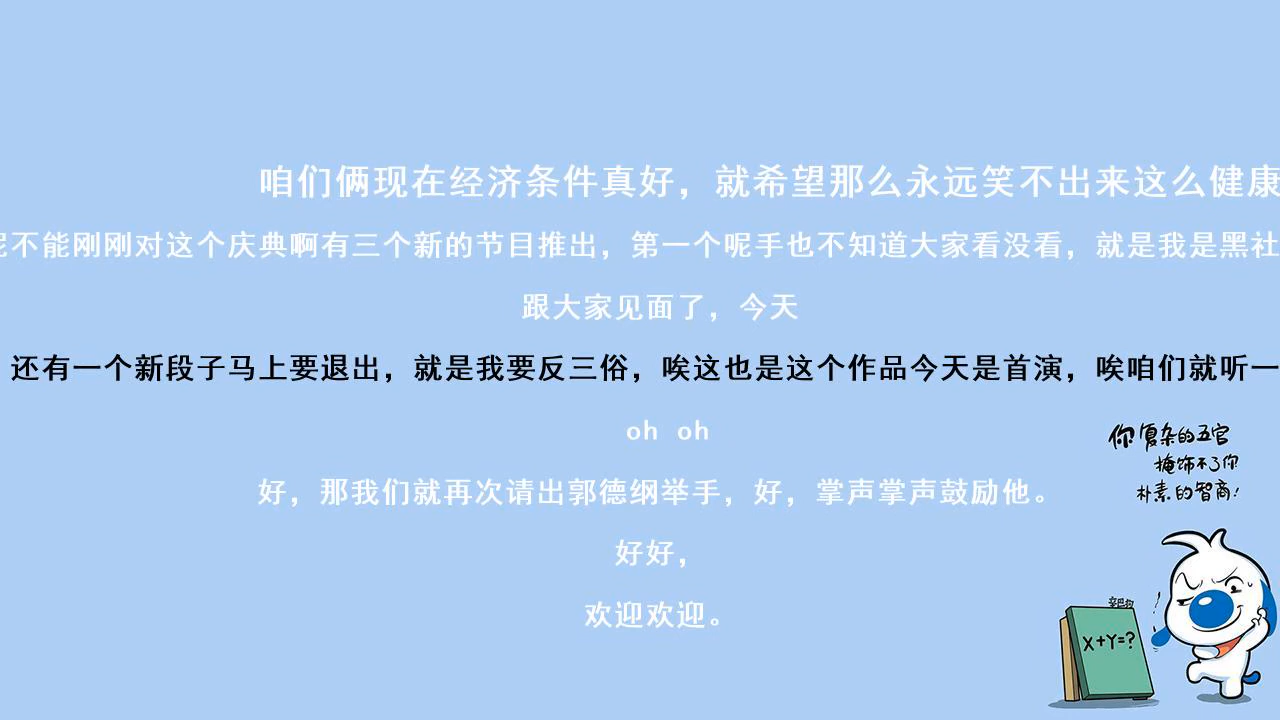 咱们俩现在经济条件真好，就希望那么永远笑不出来这么健康
呢不能刚刚对这个庆典啊有三个新的节目推出，第一个呢手也不知道大家看没看，就是我是黑社
跟大家见面了，今天
还有一个新段子马上要退出，就是我要反三俗，唉这也是这个作品今天是首演，唉咱们就听一
oh oh
好，那我们就再次请出郭德纲举手，好，掌声掌声鼓励他。
好好，
欢迎欢迎。
你复杂的五官
掩饰不了你
朴素的智商！
X+Y=?